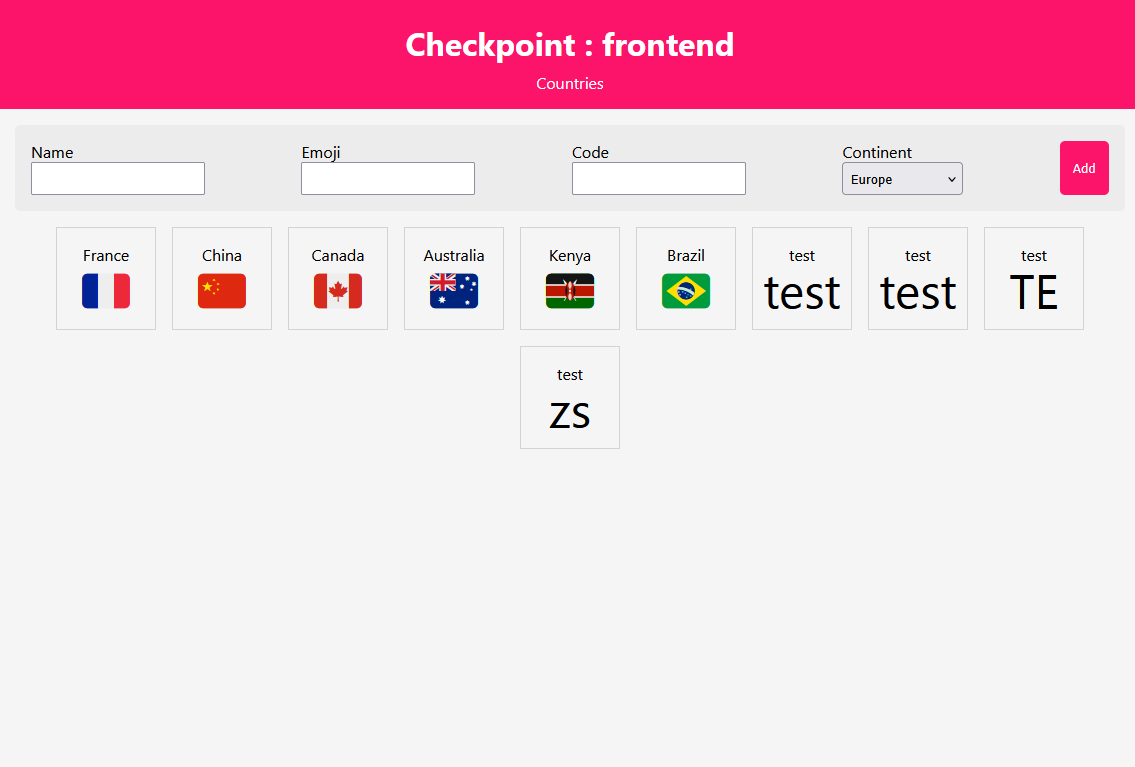 Checkpoint : frontend
Countries
Name Emoji Code Continent
Europe
Add
France China Canada Australia Kenya Brazil test test test
test test TE
test
ZS